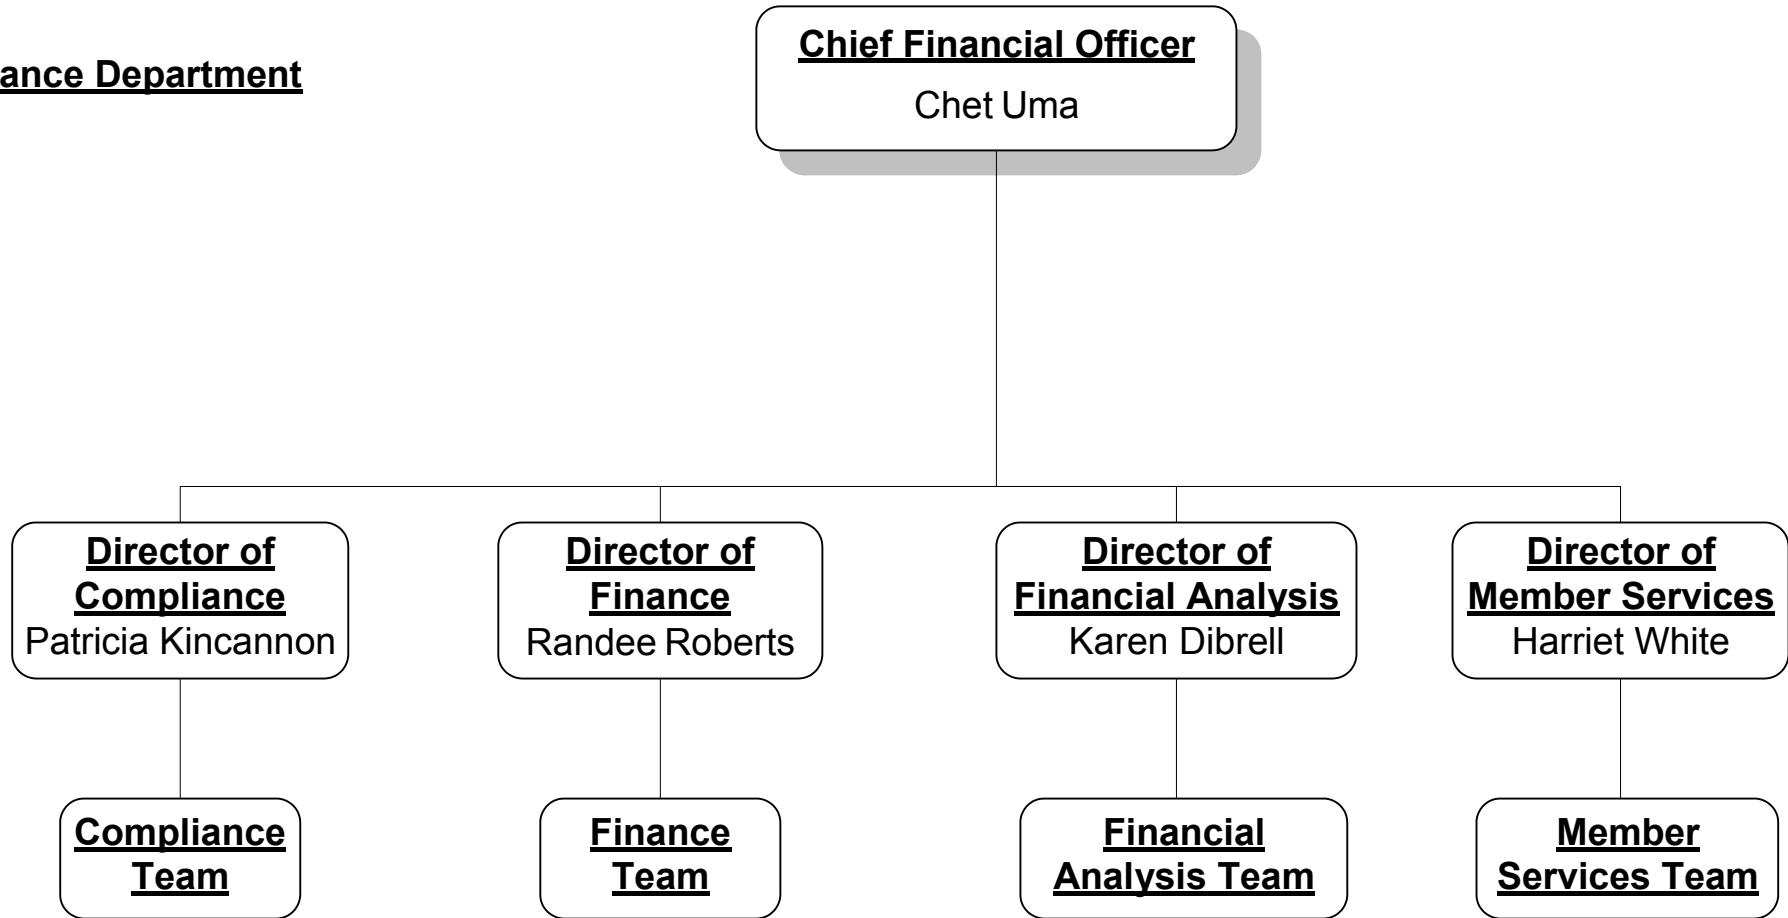 Chief Financial Officer
Chet Uma
ance Department
Director of
Compliance
Patricia Kincannon
Director of
Finance
Randee Roberts
Director of
Financial Analysis
Karen Dibrell
Director of
Member Services
Harriet White
Compliance
Team
Finance
Team
Financial
Analysis Team
Member
Services Team